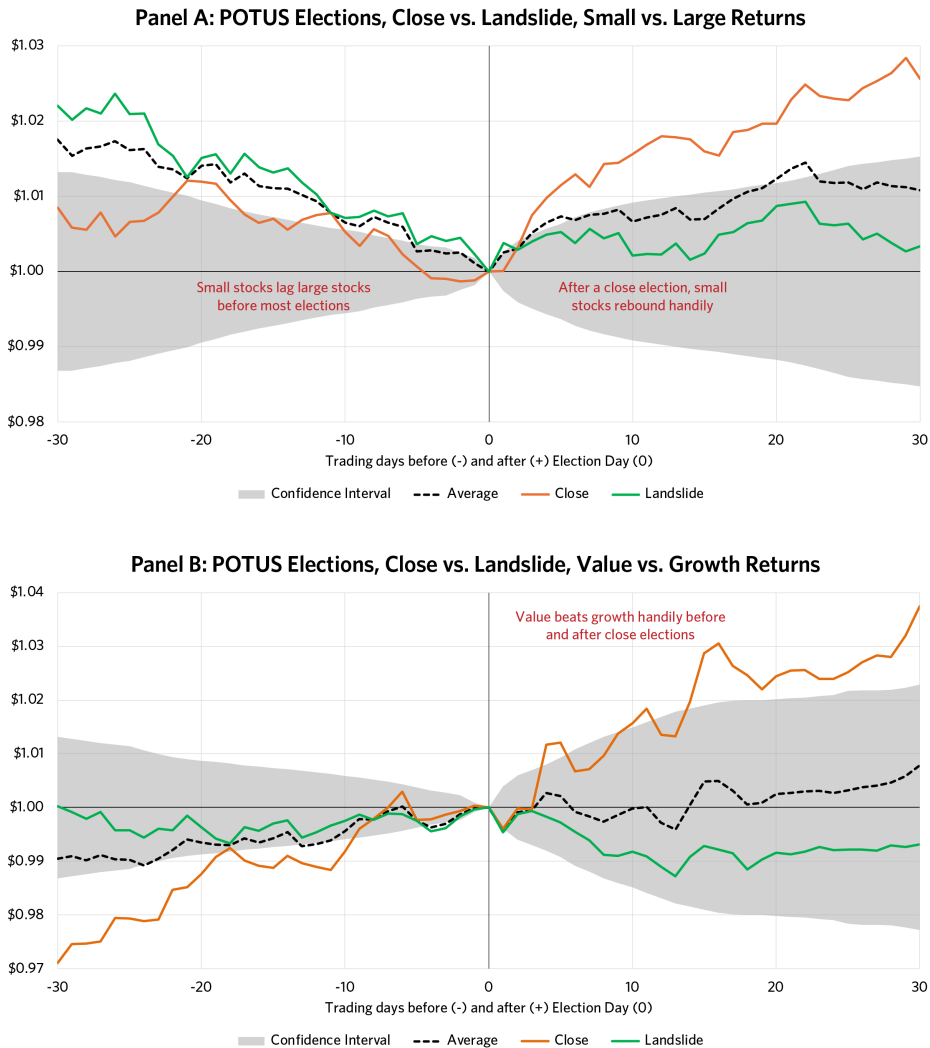 Panel A: POTUS Elections, Close vs. Landslide, Small vs. Large Returns
$1.03
$1.02
$1.01
$1.00
$0.99
$0.98
Small stocks lag large stocks
before most elections
After a close election, small
stocks rebound handily
-30 -20 -10 0 10 20 30
Trading days before (-) and after (+) Election Day (0)
Confidence Interval Average Close Landslide
Panel B: POTUS Elections, Close vs. Landslide, Value vs. Growth Returns
$1.04
$1.03
$1.02
$1.01
$1.00
$0.99
$0.98
$0.97
Value beats growth handily before
and after close elections
-30 -20 -10 0 10 20 30
Trading days before (-) and after (+) Election Day (0)
Confidence Interval Average Close Landslide